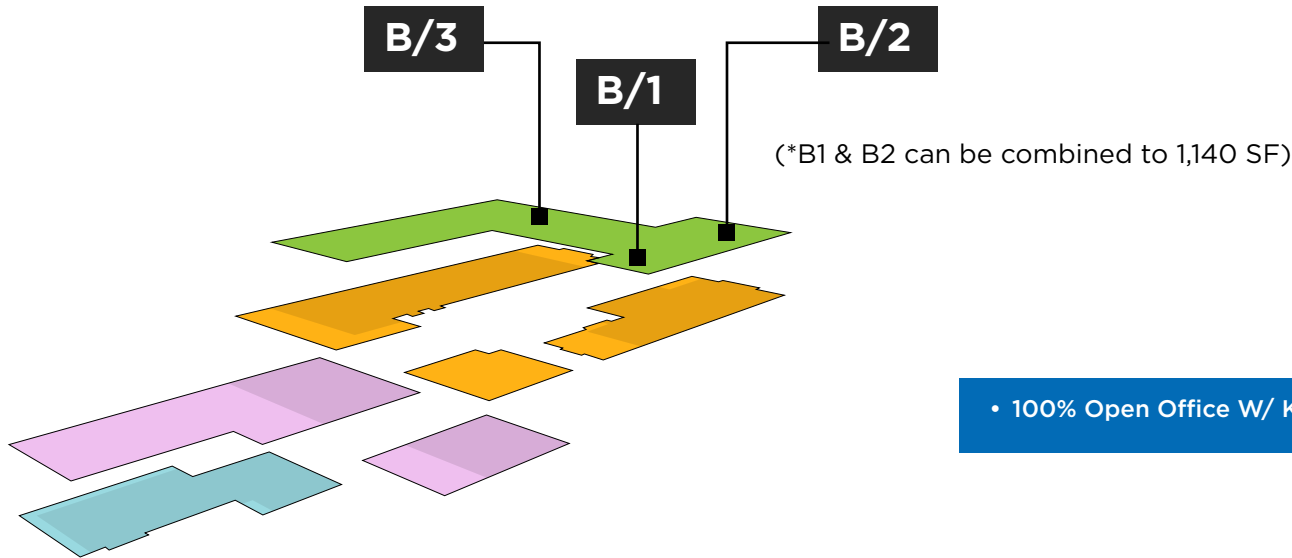 B/3
B/2
B/1
(*B1 & B2 can be combined to 1,140 SF)
• 100% Open Office W/